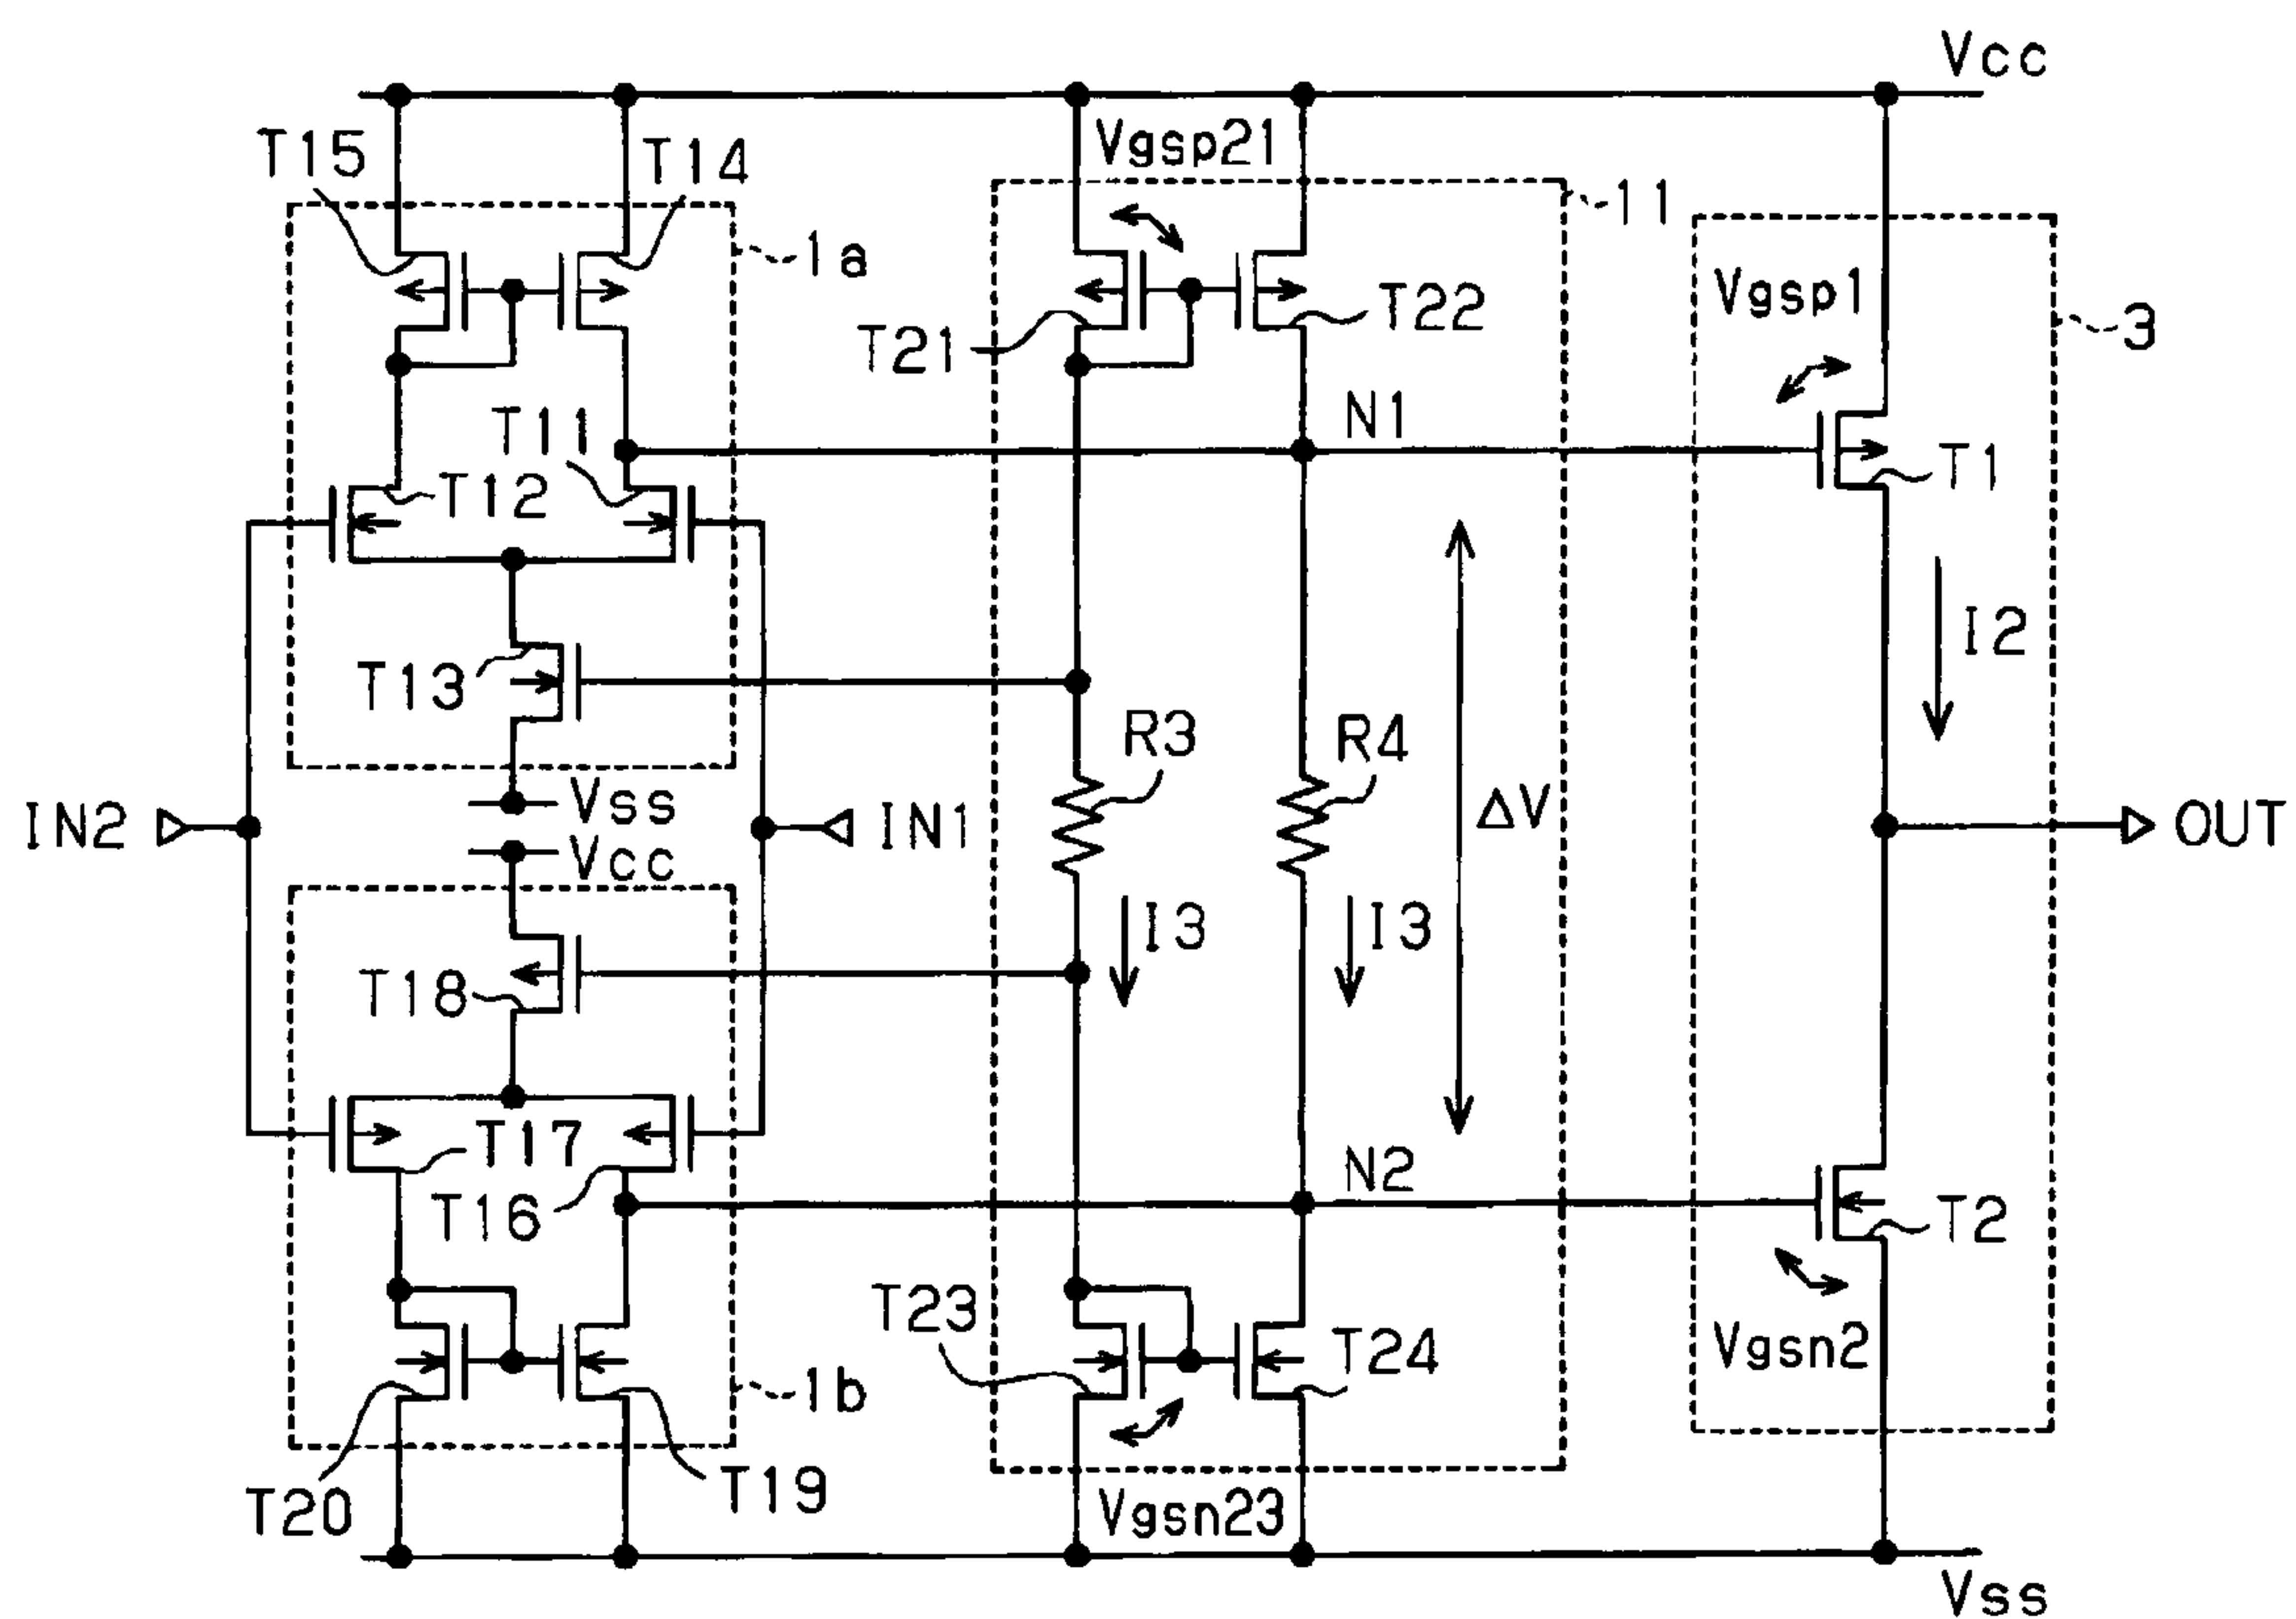 Vcc
T15
T14
Vgsp21
11
1a
Vgsp1
3
T21
T22
N1
T11
T12
T1
T13
I2
R3
R4
Vss
ΔV
IN2
IN1
OUT
Vcc
I3
I3
T18
T17
N2
T16
T2
T23
T24
Vgsn2
1b
T20
T19
Vgsn23
Vss